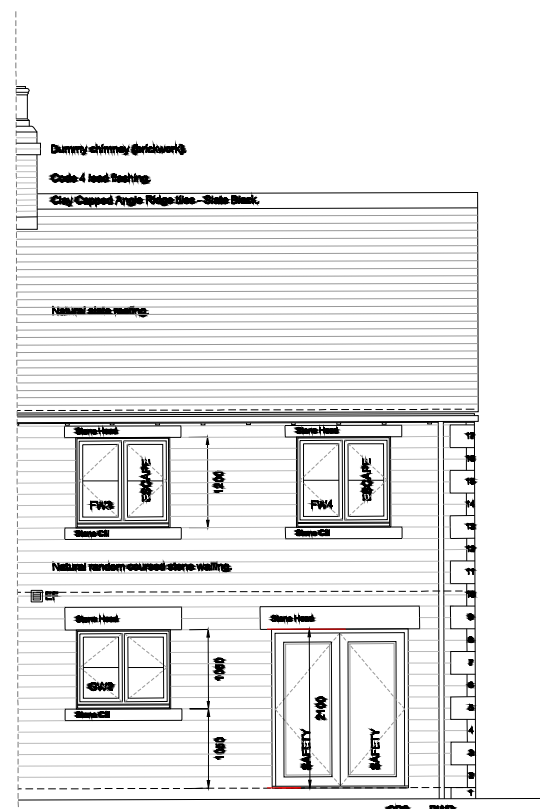 Dummy chimney (brickwork).
Code 4 lead flashing.
Clay Capped Angle Ridge tiles - Slate Black.
Natural slate roofing.
Stone Head
Stone Head
17
16
15
14
13
12
11
10
9
8
7
6
5
4
3
2
1
ESCAPE
ESCAPE
1200
FW3
FW4
Stone Cill
Stone Cill
Natural random coursed stone walling.
EF
Stone Head
Stone Head
1050
GW2
2100
Stone Cill
1050
SAFETY
SAFETY